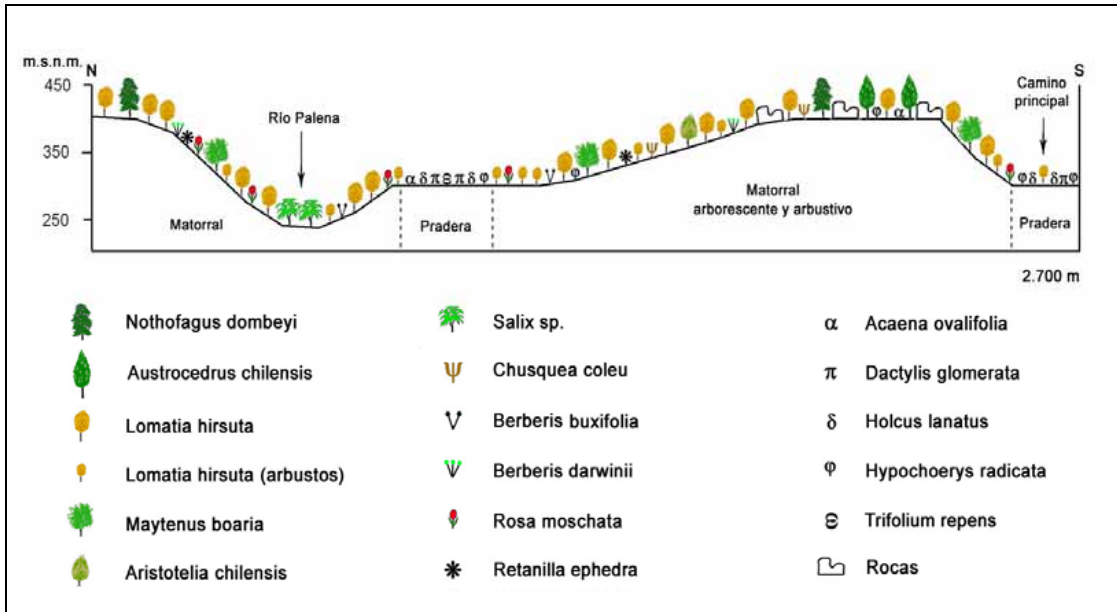 m.s.n.m.
N
S
450
350
250
Río Palena
Camino
principal
Matorral
α δ π Ξ π δ φ
Pradera
Matorral
arborescente y arbustivo
φ α
φ δ δ π φ
Pradera
2.700 m
Nothofagus dombeyi
Salix sp.
α Acaena ovalifolia
Austrocedrus chilensis
Ψ Chusquea coleu
π Dactylis glomerata
Lomatia hirsuta
Berberis buxifolia
δ Holcus lanatus
Lomatia hirsuta (arbustos)
Berberis darwinii
φ Hypochoerys radicata
Maytenus boaria
Rosa moschata
Ξ Trifolium repens
Aristotelia chilensis
Retanilla ephedra
Rocas